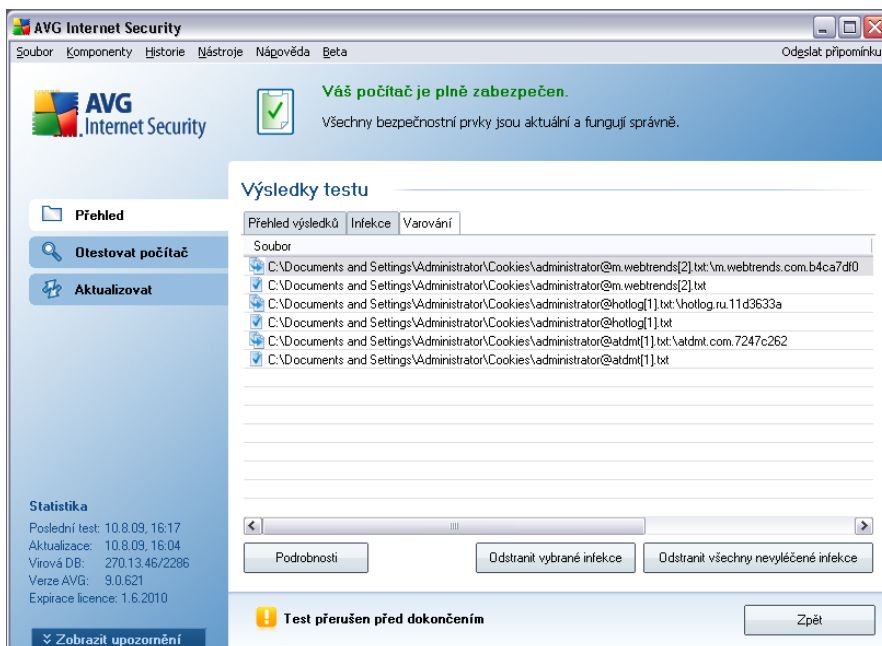 AVG Internet Security
Soubor Komponenty Historie Nástroje Nápověda Beta Odeslat připomínku
AVG
Internet Security
Váš počítač je plně zabezpečen.
Všechny bezpečnostní prvky jsou aktuální a fungují správně.
Přehled
Otestovat počítač
Aktualizovat
Výsledky testu
Přehled výsledků Infekce Varování
Soubor
C:\Documents and Settings\Administrator\Cookies\administrator@m.webtrends[2].txt:\m.webtrends.com.b4ca7df0
C:\Documents and Settings\Administrator\Cookies\administrator@m.webtrends[2].txt
C:\Documents and Settings\Administrator\Cookies\administrator@hotlog[1].txt:\hotlog.ru.11d3633a
C:\Documents and Settings\Administrator\Cookies\administrator@hotlog[1].txt
C:\Documents and Settings\Administrator\Cookies\administrator@atdmt[1].txt:\atdmt.com.7247c262
C:\Documents and Settings\Administrator\Cookies\administrator@atdmt[1].txt
Statistika
Poslední test: 10.8.09, 16:17
Aktualizace: 10.8.09, 16:04
Virová DB: 270.13.46/2286
Verze AVG: 9.0.621
Expirace licence: 1.6.2010
Zobrazit upozornění
Podrobnosti Odstranit vybrané infekce Odstranit všechny nevyléčené infekce
Test přerušen před dokončením
Zpět